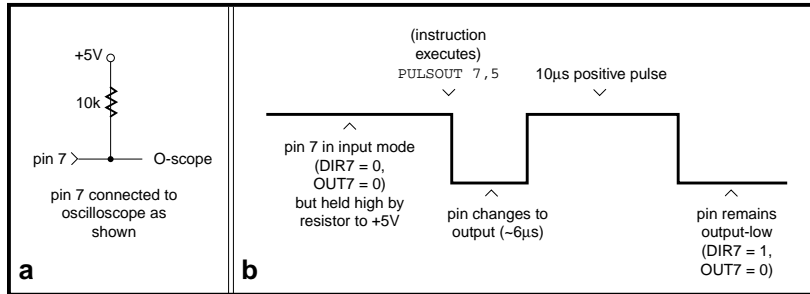 +5V
10k
pin 7
O-scope
pin 7 connected to
oscilloscope as
shown
a
(instruction
executes)
PULSOUT 7,5
10μs positive pulse
pin 7 in input mode
(DIR7 = 0,
OUT7 = 0)
but held high by
resistor to +5V
pin changes to
output (~6μs)
pin remains
output-low
(DIR7 = 1,
OUT7 = 0)
b